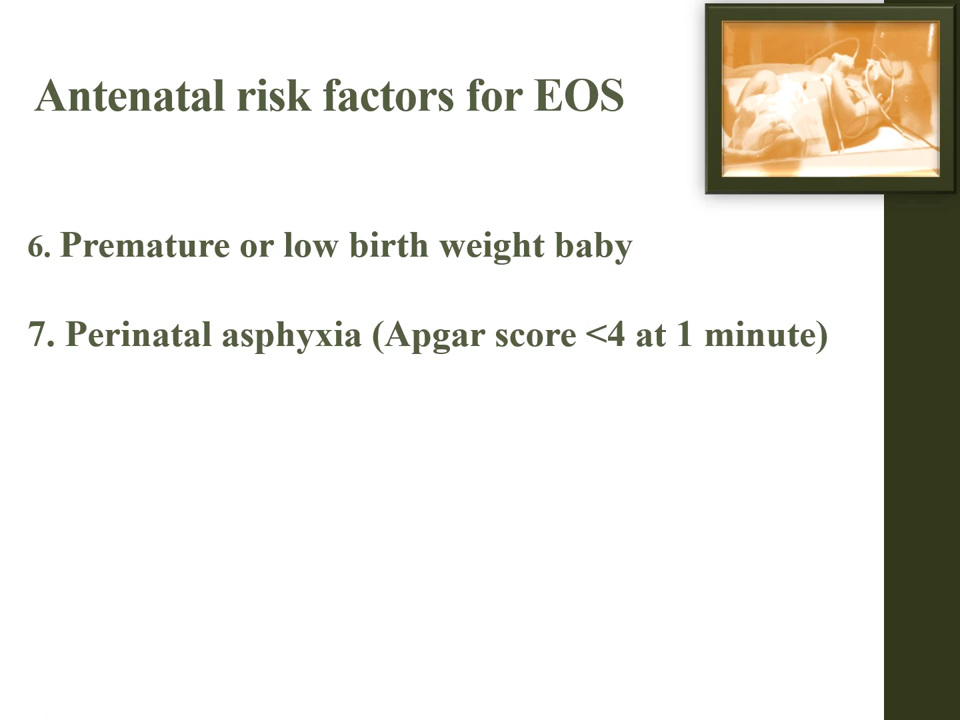 Antenatal risk factors for EOS
6. Premature or low birth weight baby
7. Perinatal asphyxia (Apgar score <4 at 1 minute)